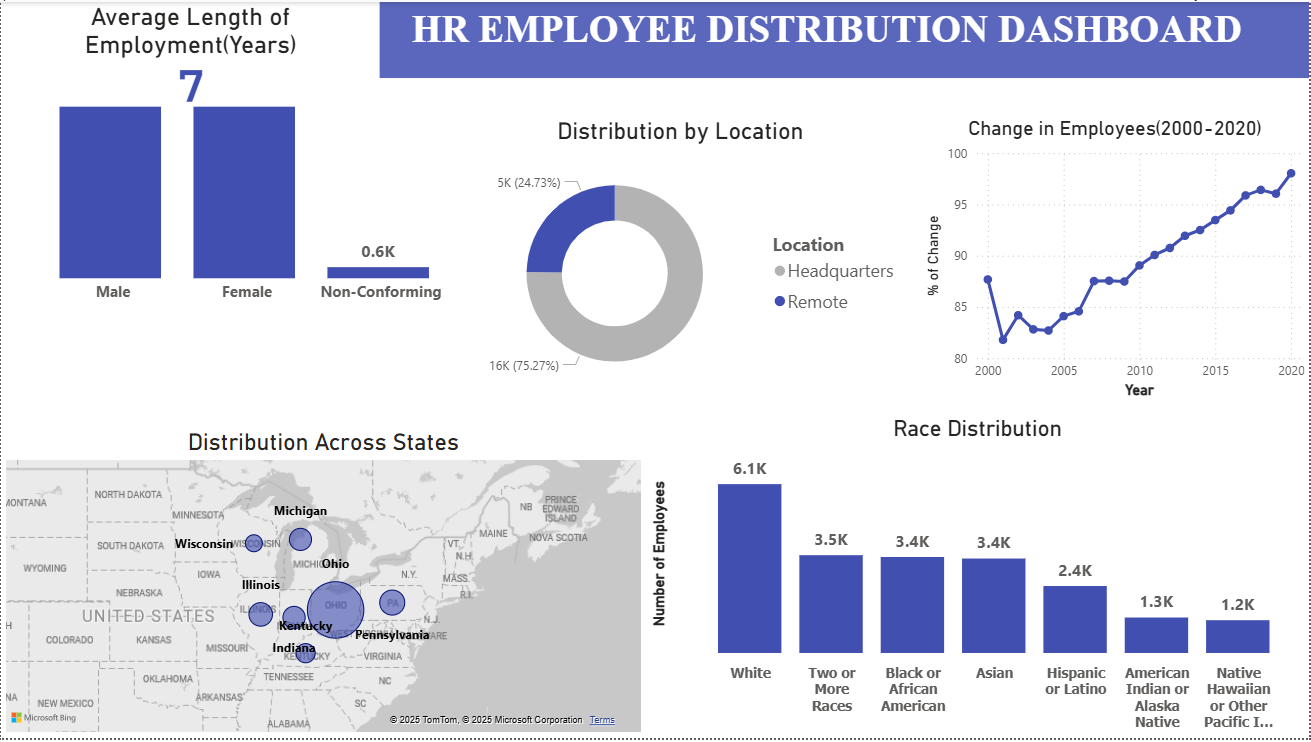 Average Length of
Employment(Years)
7
HR EMPLOYEE DISTRIBUTION DASHBOARD
0.6K
Male
Female
Non-Conforming
Distribution by Location
5K (24.73%)
16K (75.27%)
Location
Headquarters
Remote
Change in Employees(2000-2020)
% of Change
100
95
90
85
80
2000
2005
2010
2015
2020
Year
Distribution Across States
MONTANA
NORTH DAKOTA
MINNESOTA
SOUTH DAKOTA
WISCONSIN
Wisconsin
Michigan
MICHIG
WYOMING
IOWA
NEBRASKA
Illinois
ILLINOIS
Ohio
OHIO
PA
N.Y.
VT.
N.H.
MASS.
R.I.
N.J.
MAINE
NB
PRINCE
EDWARD
ISLAND
NOVA SCOTIA
UNITED STATES
Kentucky
Pennsylvania
WEST VIRGINIA
ARE
Indiana
KENTUCKY
VIRGINIA
COLORADO
KANSAS
MISSOURI
TENNESSEE
NC
OKLAHOMA
ARKANSAS
SC
NEW MEXICO
ALABAMA
Microsoft Bing
© 2025 TomTom, © 2025 Microsoft Corporation
Terms
Race Distribution
Number of Employees
6.1K
3.5K
3.4K
3.4K
2.4K
1.3K
1.2K
White
Two or
More
Races
Black or
African
American
Asian
Hispanic
or Latino
American
Indian or
Alaska
Native
Native
Hawaiian
or Other
Pacific I...